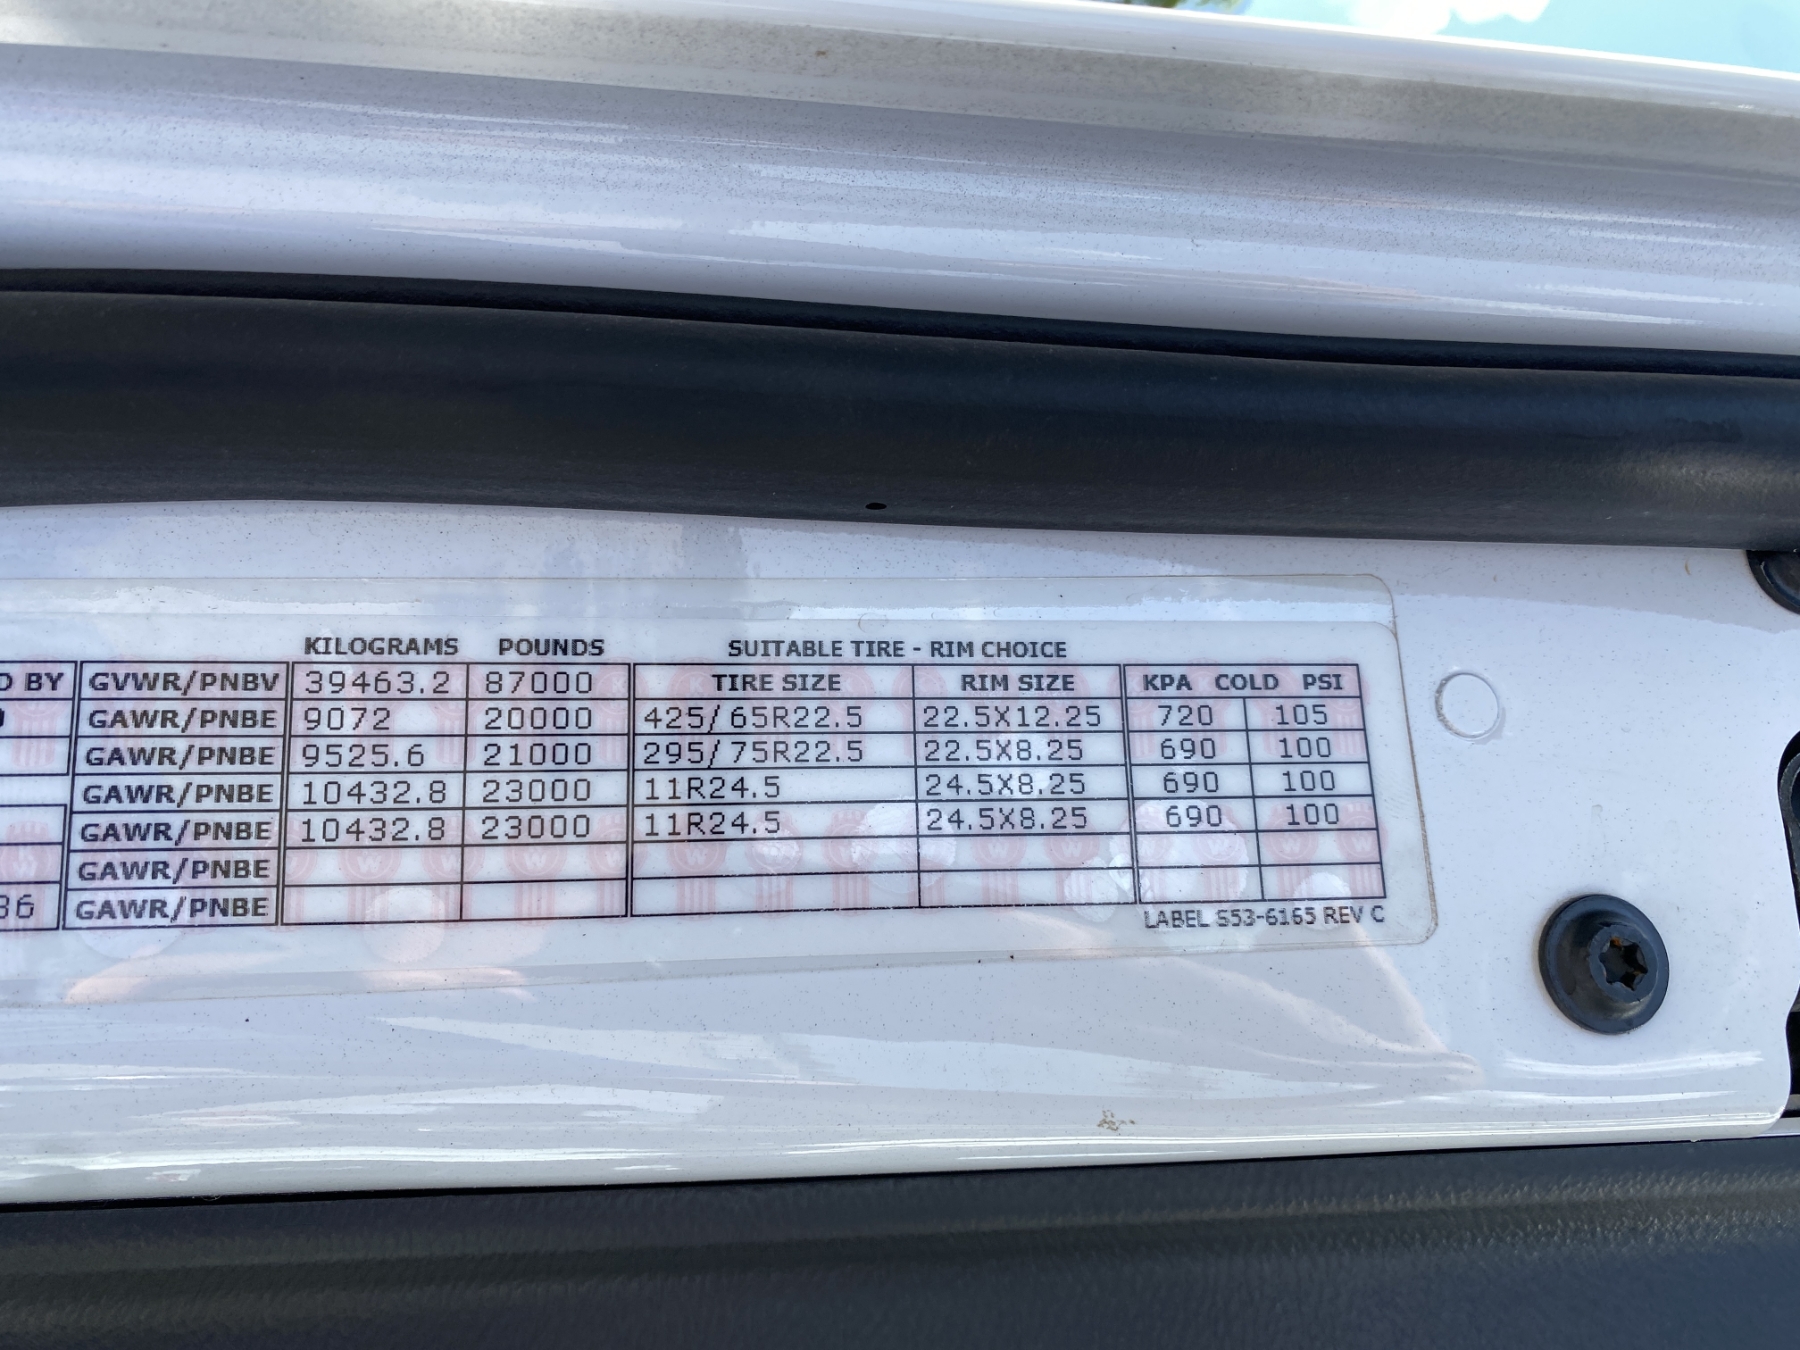 KILOGRAMS POUNDS SUITABLE TIRE - RIM CHOICE
D BY GVWR/PNBV 39463.2 87000 TIRE SIZE RIM SIZE KPA COLD PSI
GAWR/PNBE 9072 20000 425/65R22.5 22.5X12.25 720 105
GAWR/PNBE 9525.6 21000 295/75R22.5 22.5X8.25 690 100
GAWR/PNBE 10432.8 23000 11R24.5 24.5X8.25 690 100
GAWR/PNBE 10432.8 23000 11R24.5 24.5X8.25 690 100
GAWR/PNBE
36 GAWR/PNBE
LABEL S53-6165 REV C